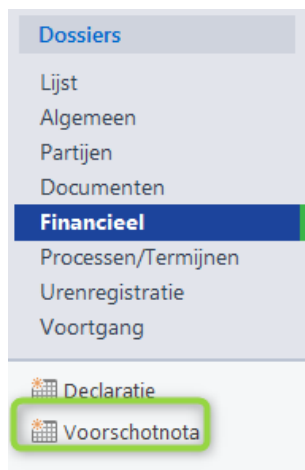 Dossiers
Lijst
Algemeen
Partijen
Documenten
Financieel
Processen/Termijnen
Urenregistratie
Voortgang
Declaratie
Voorschotnota